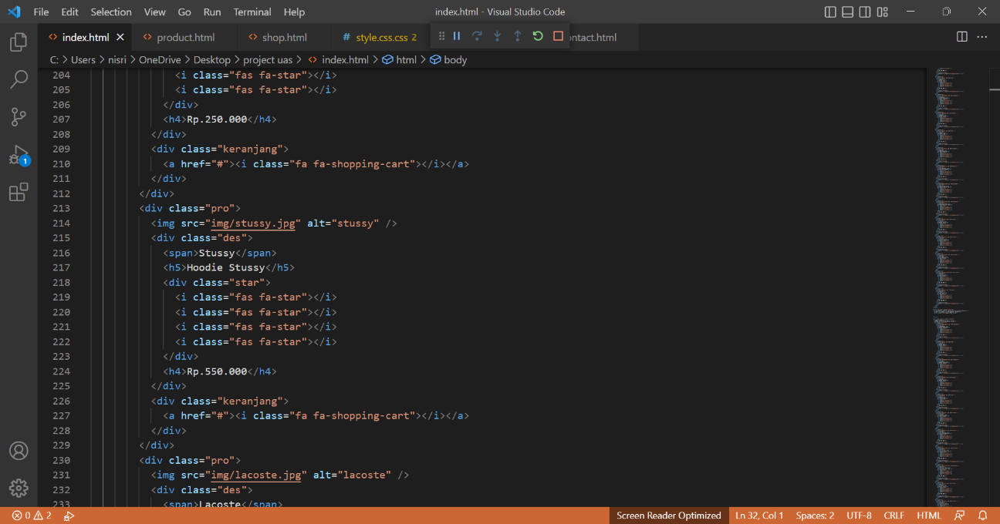 File Edit Selection View Go Run Terminal Help index.html - Visual Studio Code
index.html product.html shop.html # style.css.css 2 ontact.html
C: > Users > nisri > OneDrive > Desktop > project uas > index.html > html > body
204 <i class="fas fa-star"></i>
205 <i class="fas fa-star"></i>
206 </div>
207 <h4>Rp.250.000</h4>
208 </div>
209 <div class="keranjang">
210 <a href="#"><i class="fa fa-shopping-cart"></i></a>
211 </div>
212 </div>
213 <div class="pro">
214 <img src="img/stussy.jpg" alt="stussy" />
215 <div class="des">
216 <span>Stussy</span>
217 <h5>Hoodie Stussy</h5>
218 <div class="star">
219 <i class="fas fa-star"></i>
220 <i class="fas fa-star"></i>
221 <i class="fas fa-star"></i>
222 <i class="fas fa-star"></i>
223 </div>
224 <h4>Rp.550.000</h4>
225 </div>
226 <div class="keranjang">
227 <a href="#"><i class="fa fa-shopping-cart"></i></a>
228 </div>
229 </div>
230 <div class="pro">
231 <img src="img/lacoste.jpg" alt="lacoste" />
232 <div class="des">
233 <span>Lacoste</span>
1
0 2 Screen Reader Optimized Ln 32, Col 1 Spaces: 2 UTF-8 CRLF HTML